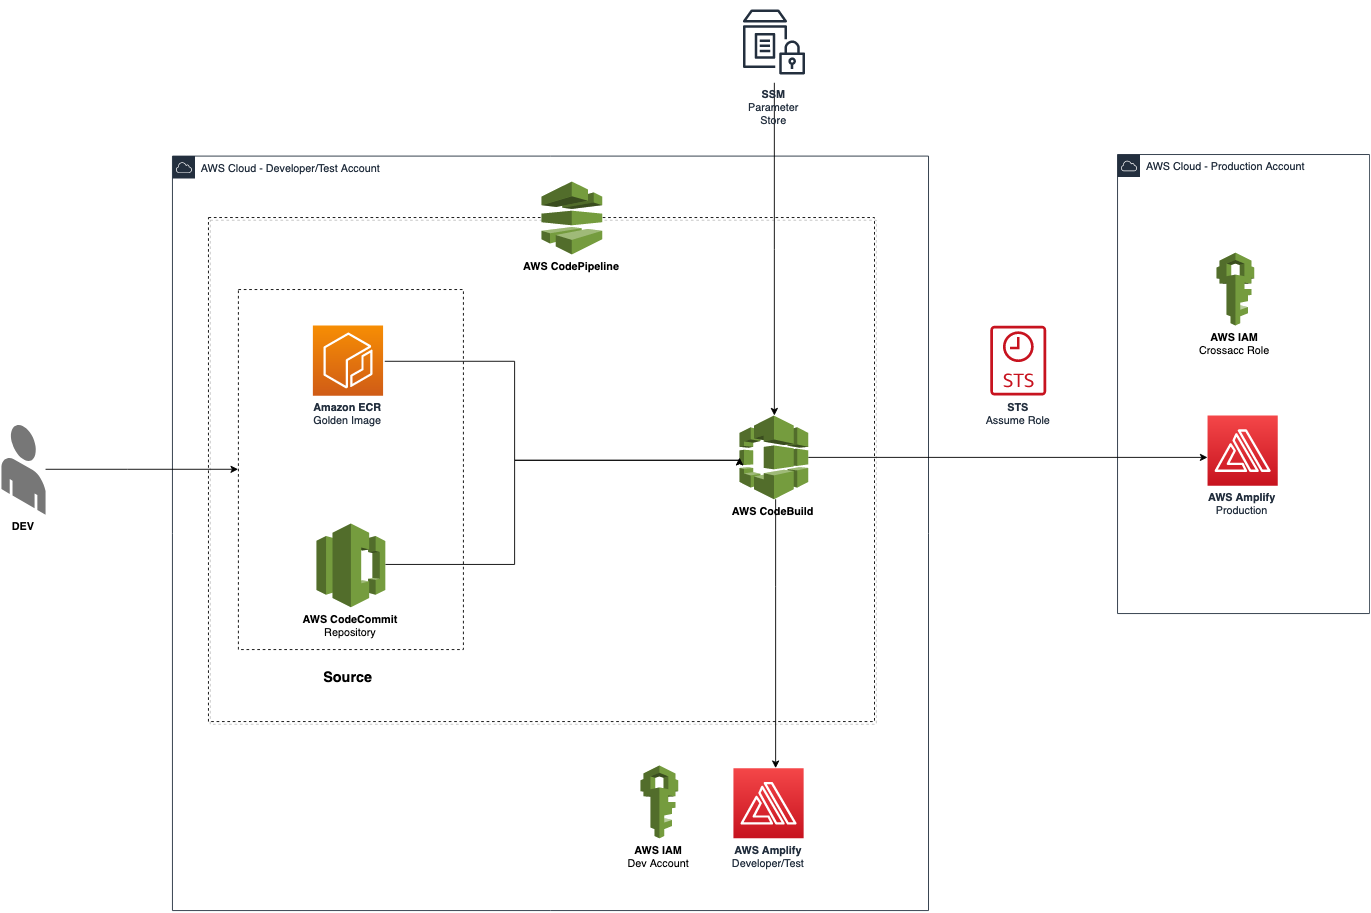 SSM
Parameter
Store
AWS Cloud - Developer/Test Account
AWS Cloud - Production Account
AWS CodePipeline
Amazon ECR
Golden Image
STS
STS
Assume Role
AWS IAM
Crossacc Role
DEV
AWS CodeBuild
AWS Amplify
Production
AWS CodeCommit
Repository
Source
AWS IAM
Dev Account
AWS Amplify
Developer/Test